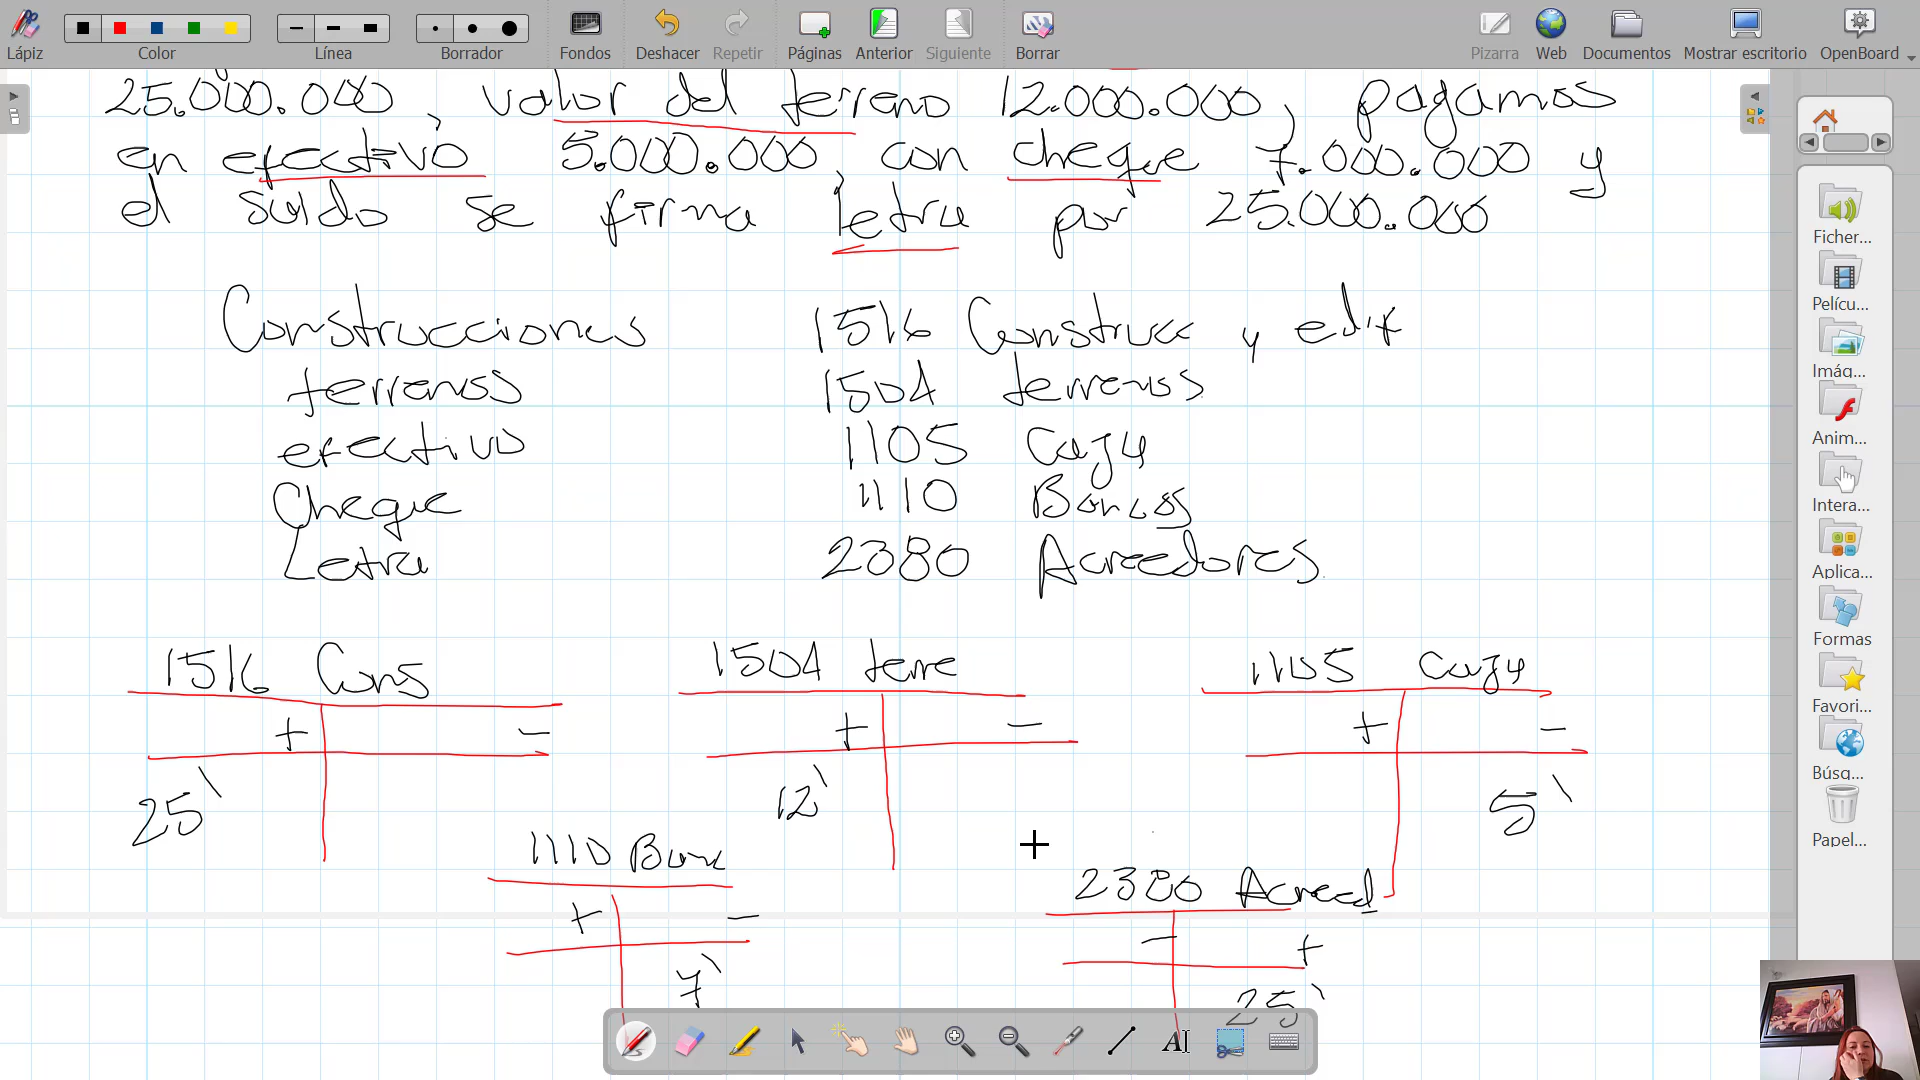 Lápiz Color Línea Borrador Fondos Deshacer Repetir Páginas Anterior Siguiente Borrar Pizarra Web Documentos Mostrar escritorio OpenBoard
25.000.000 valor del terreno 12.000.000, pagamos
en efectivo 5.000.000 con cheque 7.000.000 y
el saldo se firma letra por 25.000.000
Construcciones 1516 Construcc y edif
terrenos 1504 terrenos
efectivo 1105 Caja
Cheque 1110 Bancos
Letra 2380 Acreedores
1516 Cons 1504 terre 1105 Caja
+ - + - + -
25' 12' 5'
1110 Banc 2380 Acreed
+ - - +
7' 25'
Ficher...
Pelícu...
Imág...
Anim...
Intera...
Aplica...
Formas
Favori...
Búsq...
Papel...